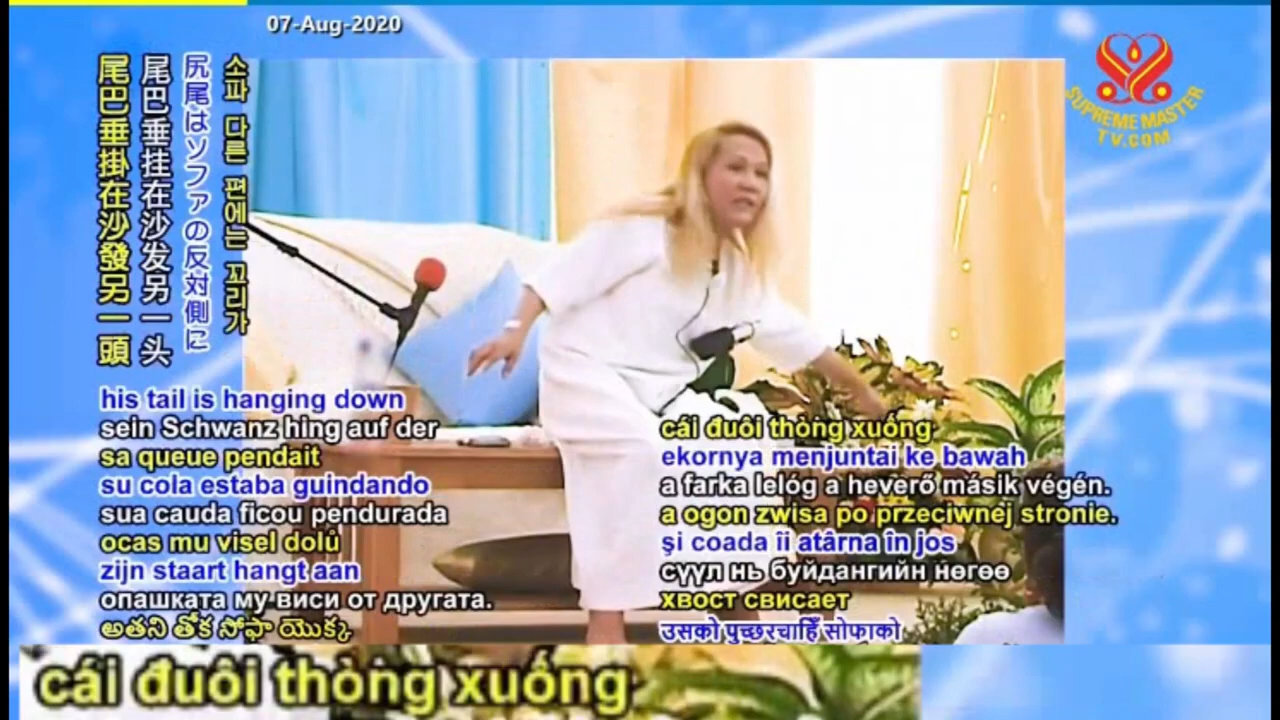 07-Aug-2020
SUPREME MASTER
TV.COM
소파 다른 편에는 꼬리가
尻尾はソファの反対側に
尾巴垂挂在沙发另一头
尾巴垂掛在沙發另一頭
his tail is hanging down
sein Schwanz hing auf der
sa queue pendait
su cola estaba guindando
sua cauda ficou pendurada
ocas mu visel dolů
zijn staart hangt aan
опашката му виси от другата.
అతని తోక సోఫా యొక్క
cái đuôi thòng xuống
ekornya menjuntai ke bawah
a farka lelóg a heverő másik végén.
a ogon zwisa po przeciwnej stronie.
şi coada îi atârna în jos
сүүл нь буйдангийн нөгөө
хвост свисает
उसको पुच्छरचाहिँ सोफाको
cái đuôi thòng xuống